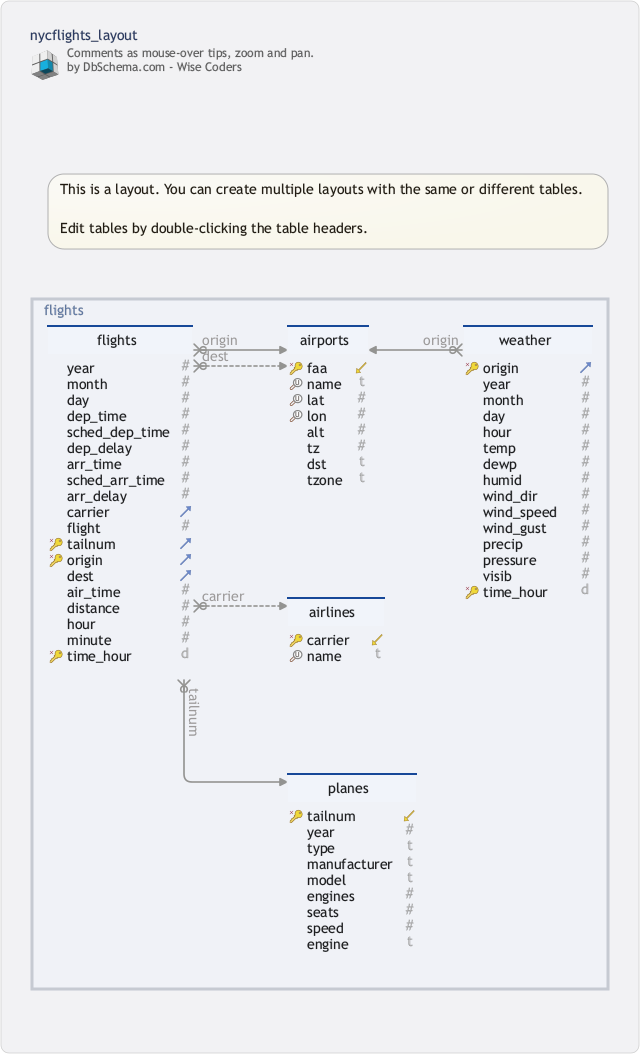 nycflights_layout
Comments as mouse-over tips, zoom and pan.
by DbSchema.com - Wise Coders
This is a layout. You can create multiple layouts with the same or different tables.
Edit tables by double-clicking the table headers.
flights
flights
year #
month #
day #
dep_time #
sched_dep_time #
dep_delay #
arr_time #
sched_arr_time #
arr_delay #
carrier
flight #
tailnum
origin
dest
air_time #
distance #
hour #
minute #
time_hour d
origin
dest
carrier
tailnum
airports
faa
name t
lat #
lon #
alt #
tz #
dst t
tzone t
origin
weather
origin
year #
month #
day #
hour #
temp #
dewp #
humid #
wind_dir #
wind_speed #
wind_gust #
precip #
pressure #
visib #
time_hour d
airlines
carrier
name t
planes
tailnum
year #
type t
manufacturer t
model t
engines #
seats #
speed #
engine t